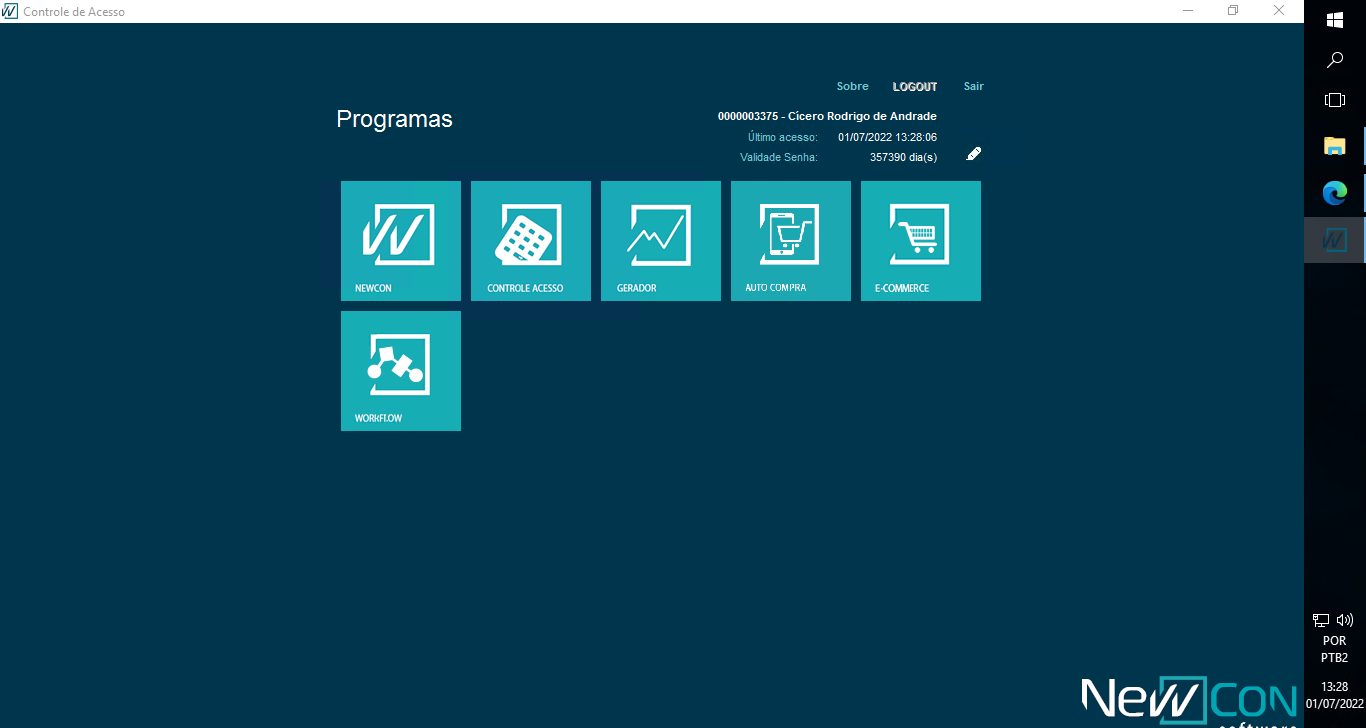 Controle de Acesso
Sobre LOGOUT Sair
Programas
0000003375 - Cícero Rodrigo de Andrade
Último acesso: 01/07/2022 13:28:06
Validade Senha: 357390 dia(s)
NEWCON CONTROLE ACESSO GERADOR AUTO COMPRA E-COMMERCE
WORKFLOW
POR
PTB2
NewCon
software
13:28
01/07/2022